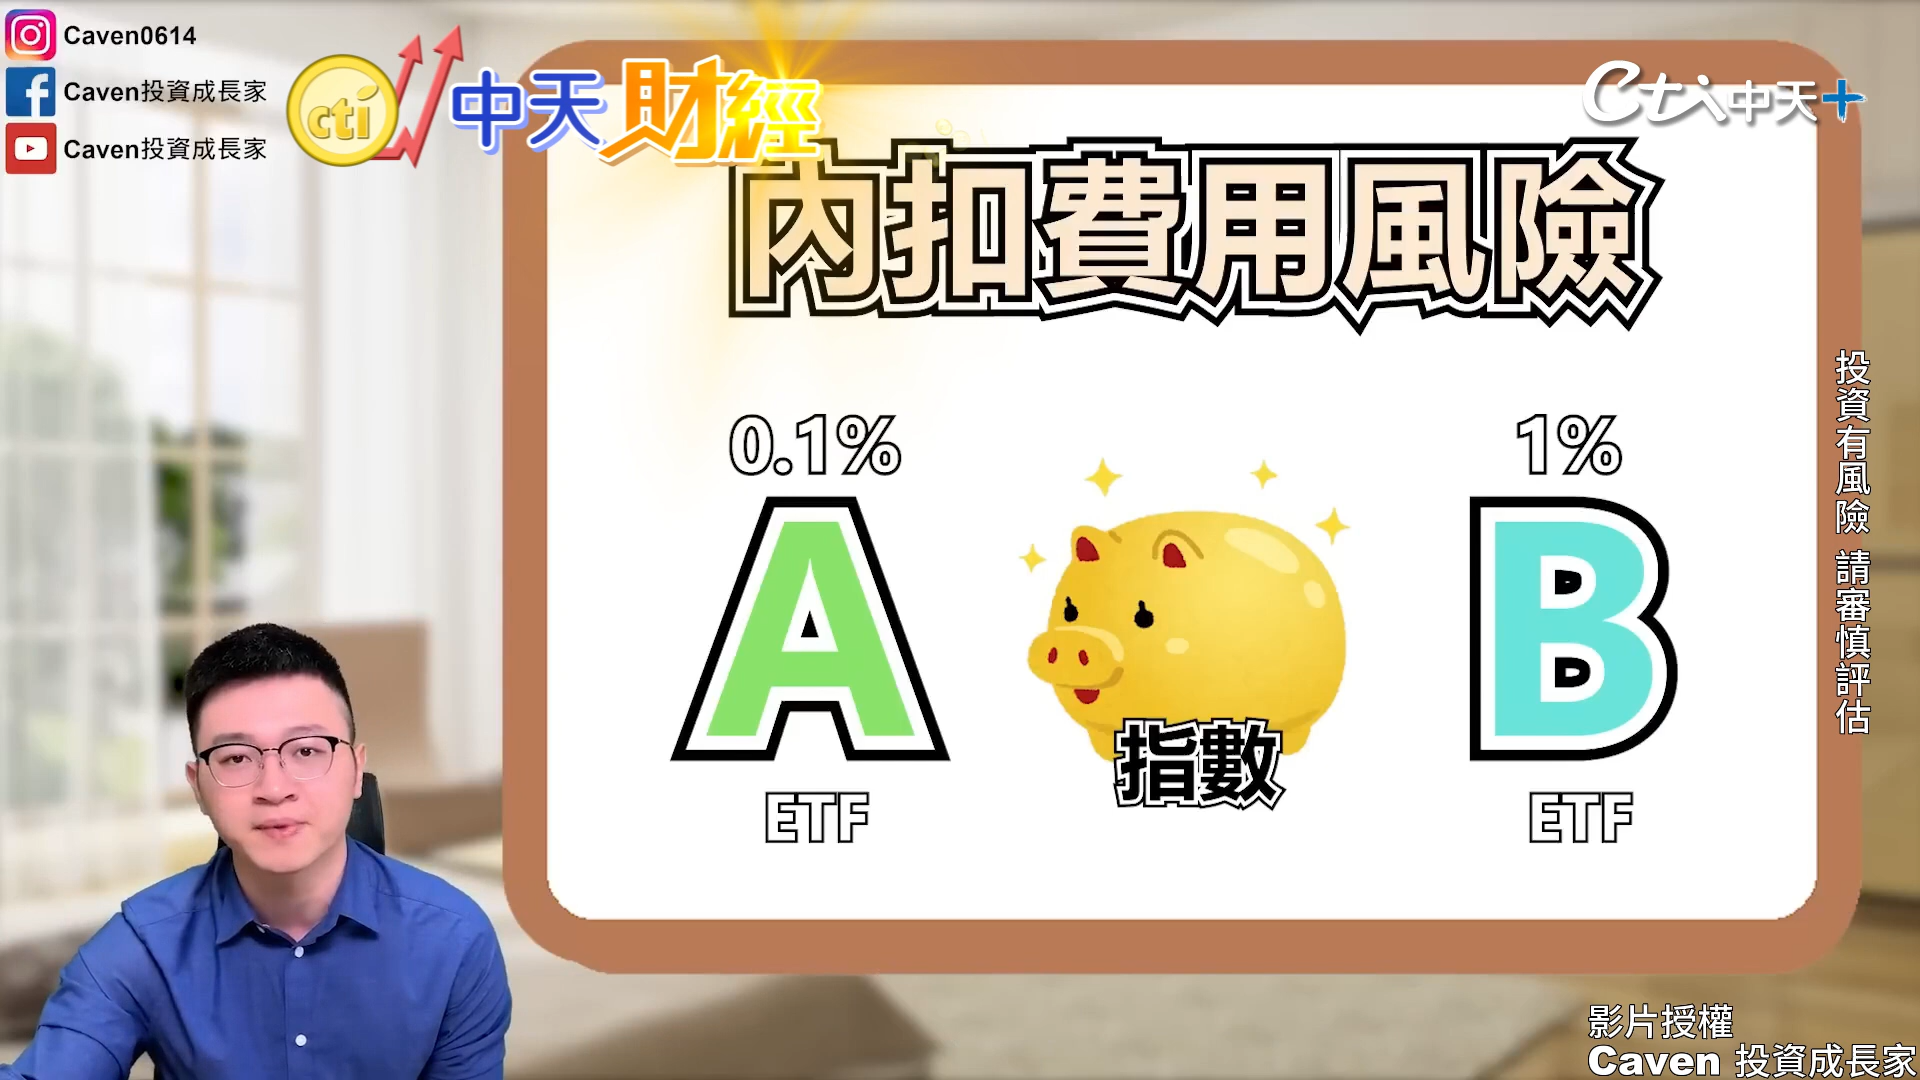 Caven0614
Caven投資成長家
Caven投資成長家
cti
中天財經
cti中天+
內扣費用風險
0.1%
1%
A
B
指數
ETF
ETF
投資有風險 請審慎評估
影片授權
Caven 投資成長家